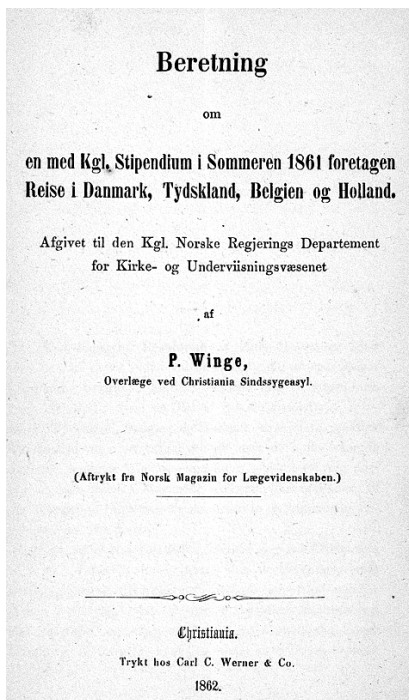 Beretning
om
en med Kgl. Stipendium i Sommeren 1861 foretagen
Reise i Danmark, Tydskland, Belgien og Holland.
Afgivet til den Kgl. Norske Regjerings Departement
for Kirke- og Underviisningsvæsenet
af
P. Winge,
Overlæge ved Christiania Sindssygeasyl.
(Aftrykt fra Norsk Magazin for Lægevidenskaben.)
Christiania.
Trykt hos Carl C. Werner & Co.
1862.